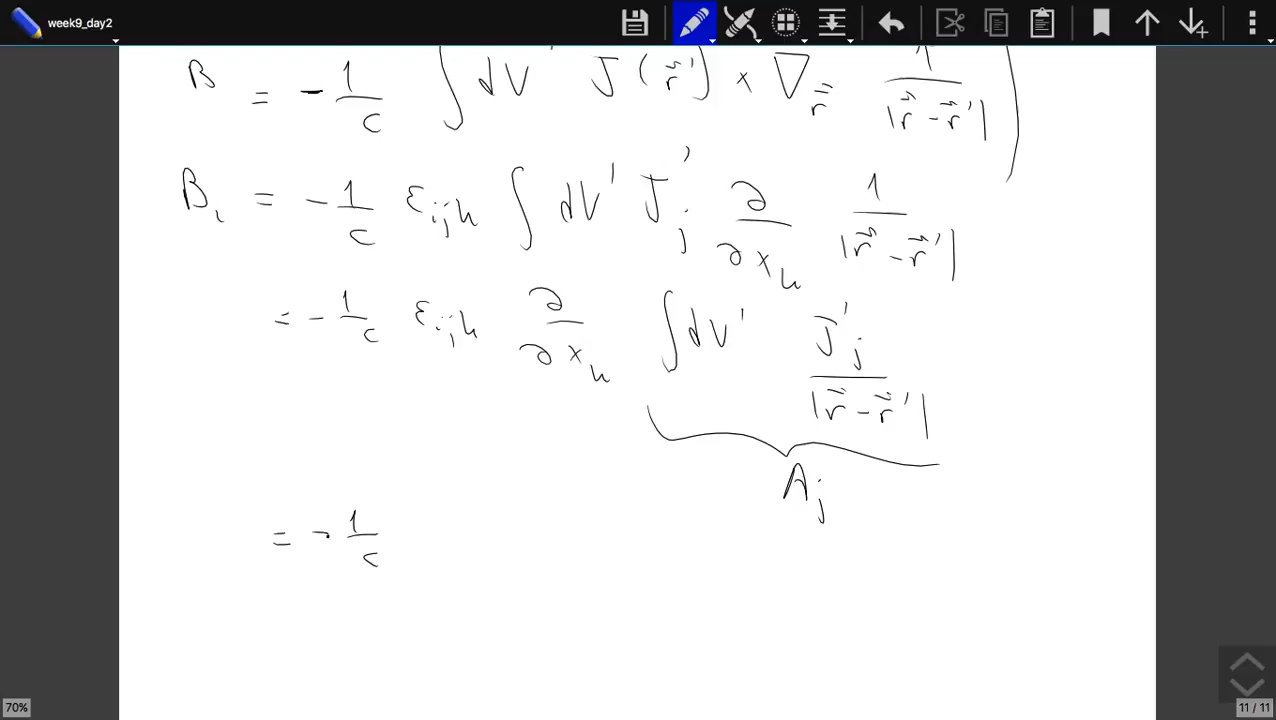 week9_day2
B = - 1/c ∫ dV' J(r⃗') × ∇_r⃗ 1/|r⃗ - r⃗'|
B_i = - 1/c ε_ijk ∫ dV' J'_j ∂/∂x_k 1/|r⃗ - r⃗'|
= - 1/c ε_ijk ∂/∂x_k ∫ dV' J'_j/|r⃗ - r⃗'|
A_j
= - 1/c
70%
11 / 11